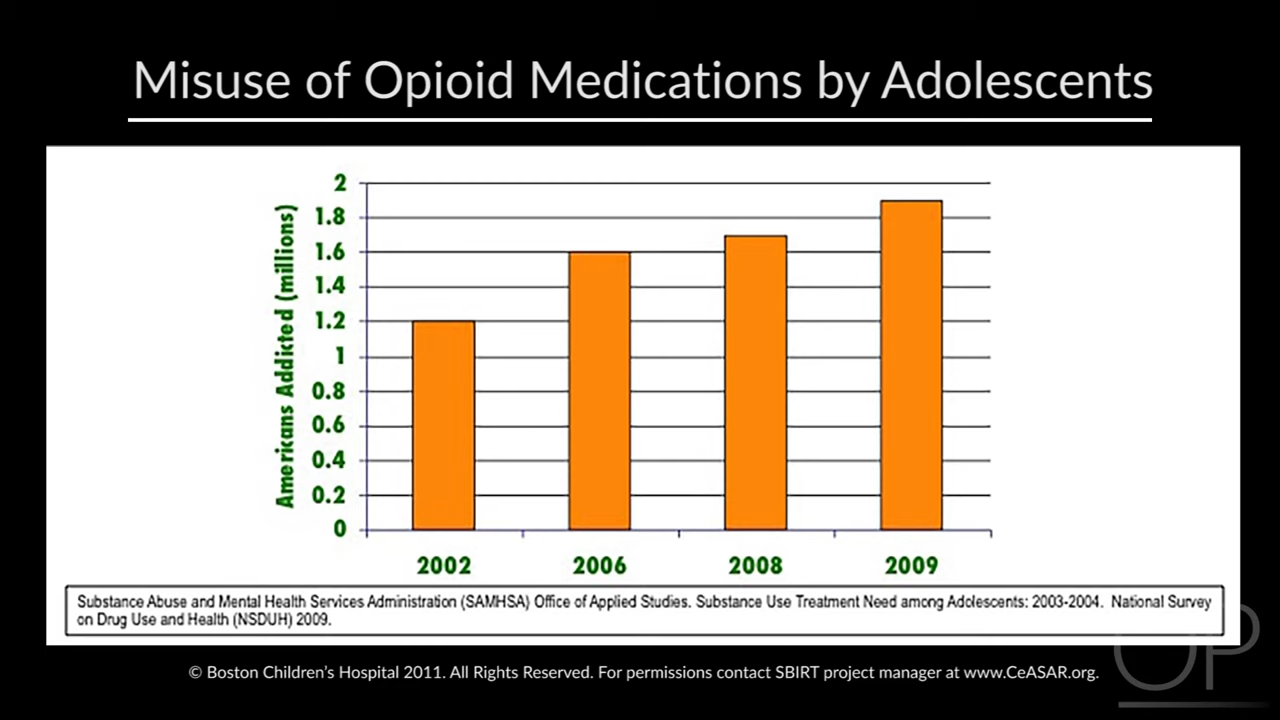 Misuse of Opioid Medications by Adolescents
Americans Addicted (millions)
2
1.8
1.6
1.4
1.2
1
0.8
0.6
0.4
0.2
0
2002 2006 2008 2009
Substance Abuse and Mental Health Services Administration (SAMHSA) Office of Applied Studies. Substance Use Treatment Need among Adolescents: 2003-2004. National Survey
on Drug Use and Health (NSDUH) 2009.
© Boston Children's Hospital 2011. All Rights Reserved. For permissions contact SBIRT project manager at www.CeASAR.org.
OP